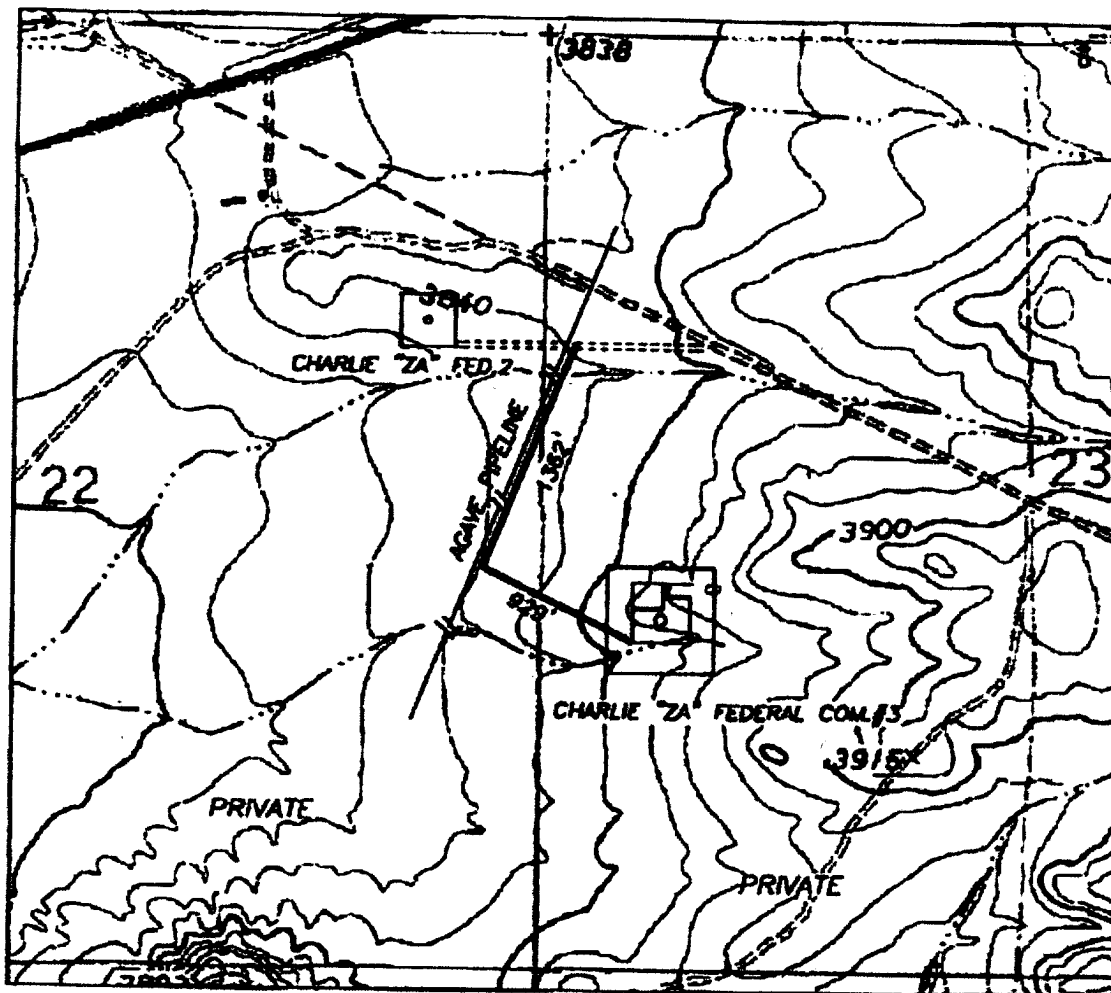 3838
3840
CHARLIE "ZA" FED.2
AGAVE PIPELINE
1362'
22
23
3900
929'
CHARLIE "ZA" FEDERAL COM.#3
3915
PRIVATE
PRIVATE